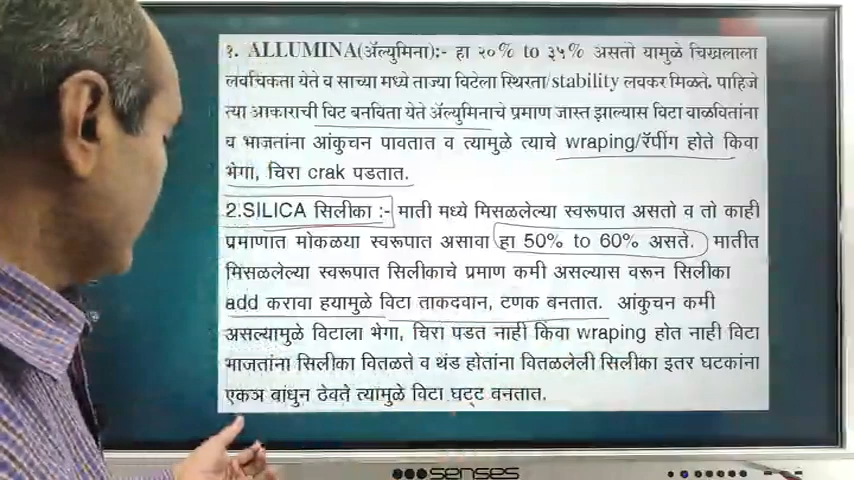 १. ALLUMINA(ॲल्युमिना):- हा २०% to ३५% असतो यामुळे चिखलाला
लवचिकता येते व साच्या मध्ये ताज्या विटेला स्थिरता/stability लवकर मिळते. पाहिजे
त्या आकाराची विट बनविता येते ॲल्युमिनाचे प्रमाण जास्त झाल्यास विटा वाळवितांना
व भाजतांना आंकुचन पावतात व त्यामुळे त्याचे wraping/रॅपींग होते किवा
भेगा, चिरा crak पडतात.
2.SILICA सिलीका :- माती मध्ये मिसळलेल्या स्वरूपात असतो व तो काही
प्रमाणात मोकळया स्वरूपात असावा हा 50% to 60% असते. मातीत
मिसळलेल्या स्वरूपात सिलीकाचे प्रमाण कमी असल्यास वरून सिलीका
add करावा हयामुळे विटा ताकदवान, टणक बनतात. आंकुचन कमी
असल्यामुळे विटाला भेगा, चिरा पडत नाही किवा wraping होत नाही विटा
भाजतांना सिलीका वितळते व थंड होतांना वितळलेली सिलीका इतर घटकांना
एकञ बांधुन ठेवते त्यामुळे विटा घट्ट बनतात.
senses